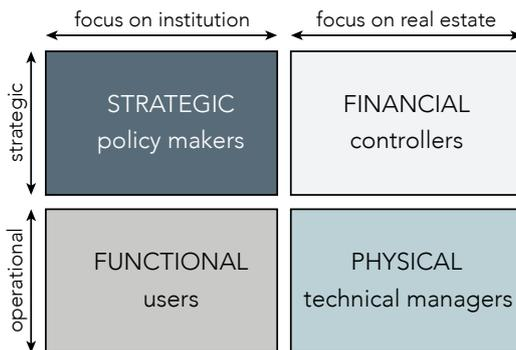 focus on institution
focus on real estate
strategic
STRATEGIC
policy makers
FINANCIAL
controllers
operational
FUNCTIONAL
users
PHYSICAL
technical managers